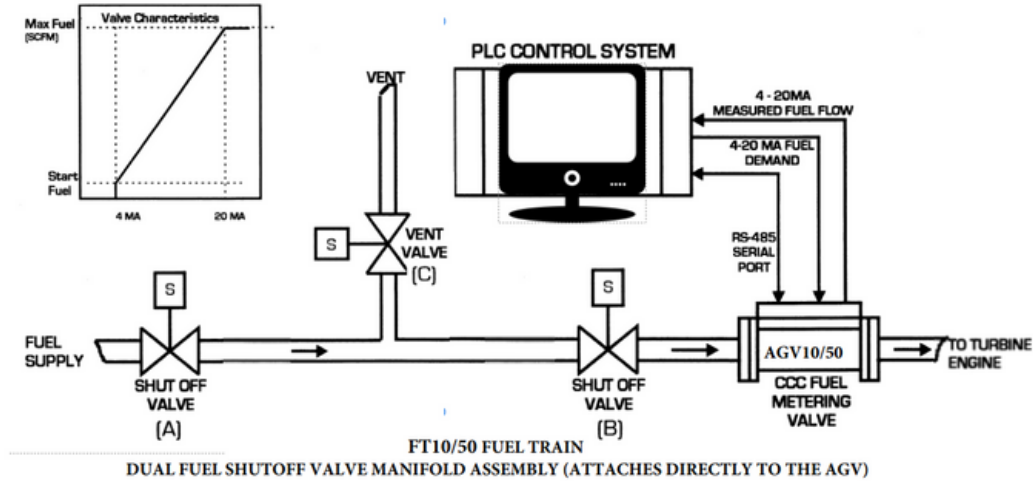 Valve Characteristics
Max Fuel
(SCFM)
Start
Fuel
4 MA
20 MA
VENT
PLC CONTROL SYSTEM
4 - 20MA
MEASURED FUEL FLOW
4-20 MA FUEL
DEMAND
RS-485
SERIAL
PORT
S
VENT
VALVE
(C)
S
S
FUEL
SUPPLY
SHUT OFF
VALVE
(A)
SHUT OFF
VALVE
(B)
AGV10/50
CCC FUEL
METERING
VALVE
TO TURBINE
ENGINE
FT10/50 FUEL TRAIN
DUAL FUEL SHUTOFF VALVE MANIFOLD ASSEMBLY (ATTACHES DIRECTLY TO THE AGV)